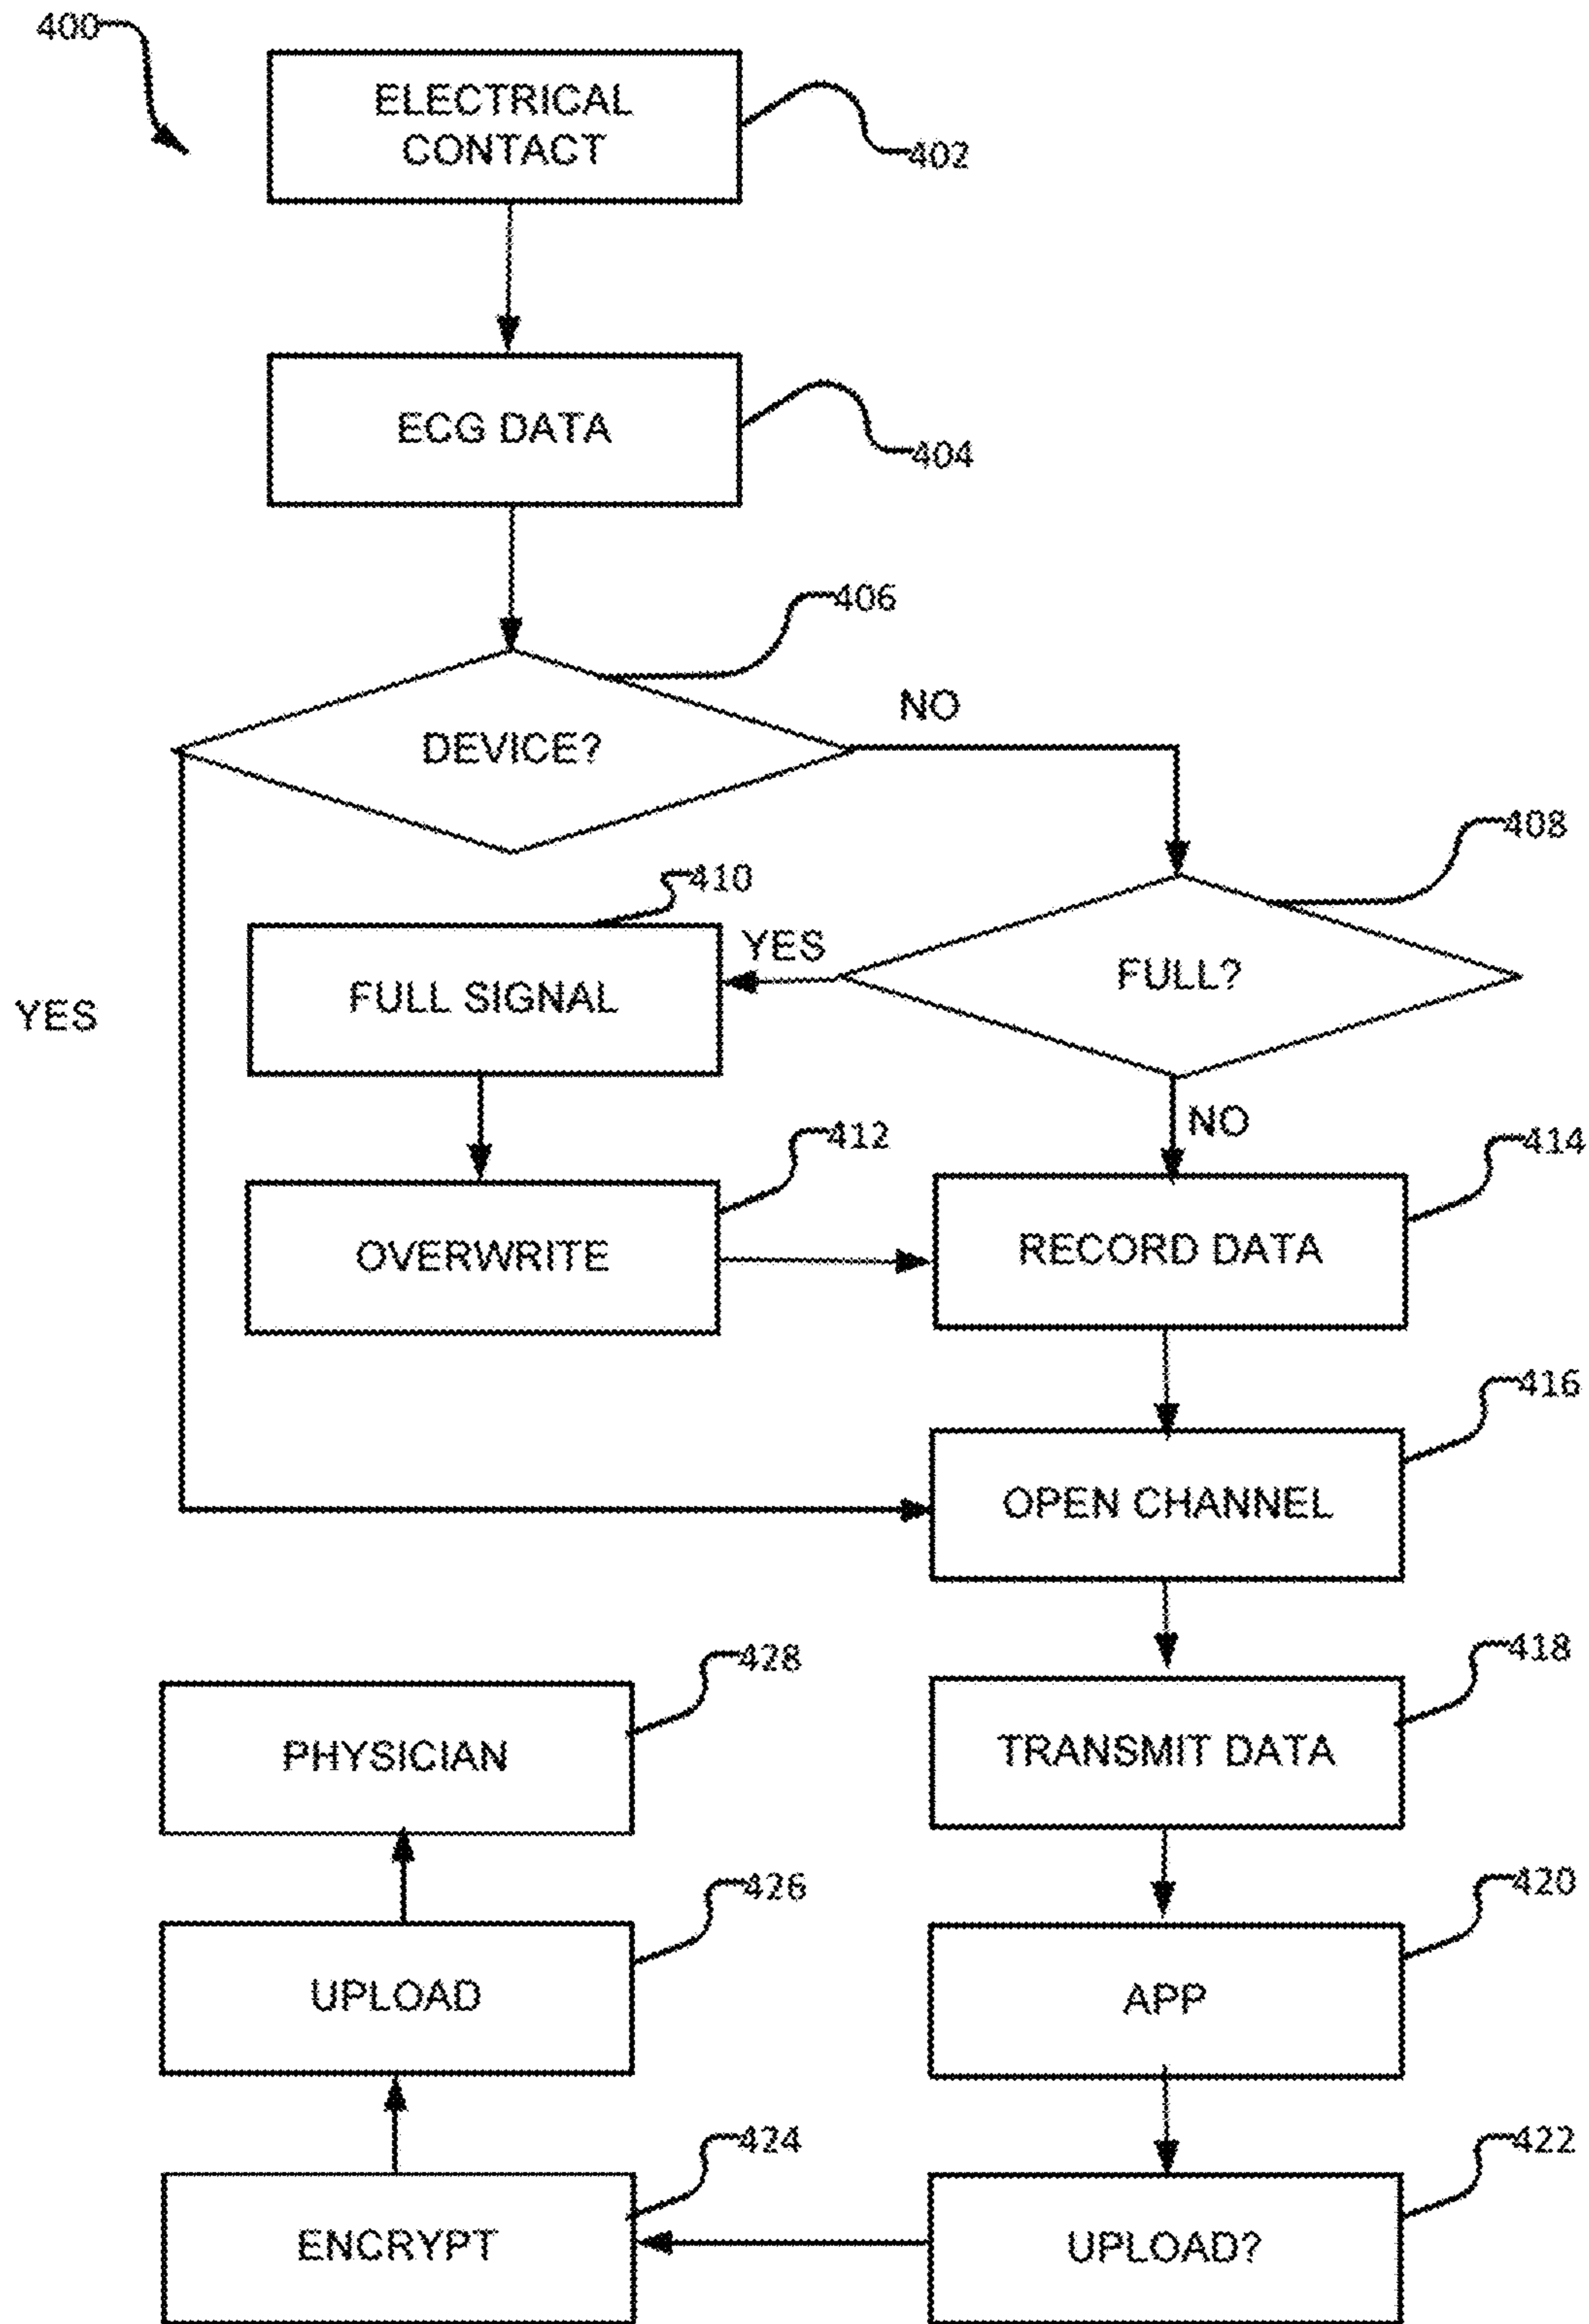 400
ELECTRICAL
CONTACT
402
ECG DATA
404
406
DEVICE?
NO
408
410
FULL SIGNAL
YES
FULL?
YES
NO
412
OVERWRITE
414
RECORD DATA
416
OPEN CHANNEL
428
PHYSICIAN
418
TRANSMIT DATA
426
UPLOAD
420
APP
424
ENCRYPT
422
UPLOAD?